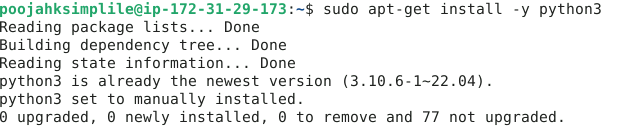 poojahksimplile@ip-172-31-29-173:~$ sudo apt-get install -y python3
Reading package lists... Done
Building dependency tree... Done
Reading state information... Done
python3 is already the newest version (3.10.6-1~22.04).
python3 set to manually installed.
0 upgraded, 0 newly installed, 0 to remove and 77 not upgraded.